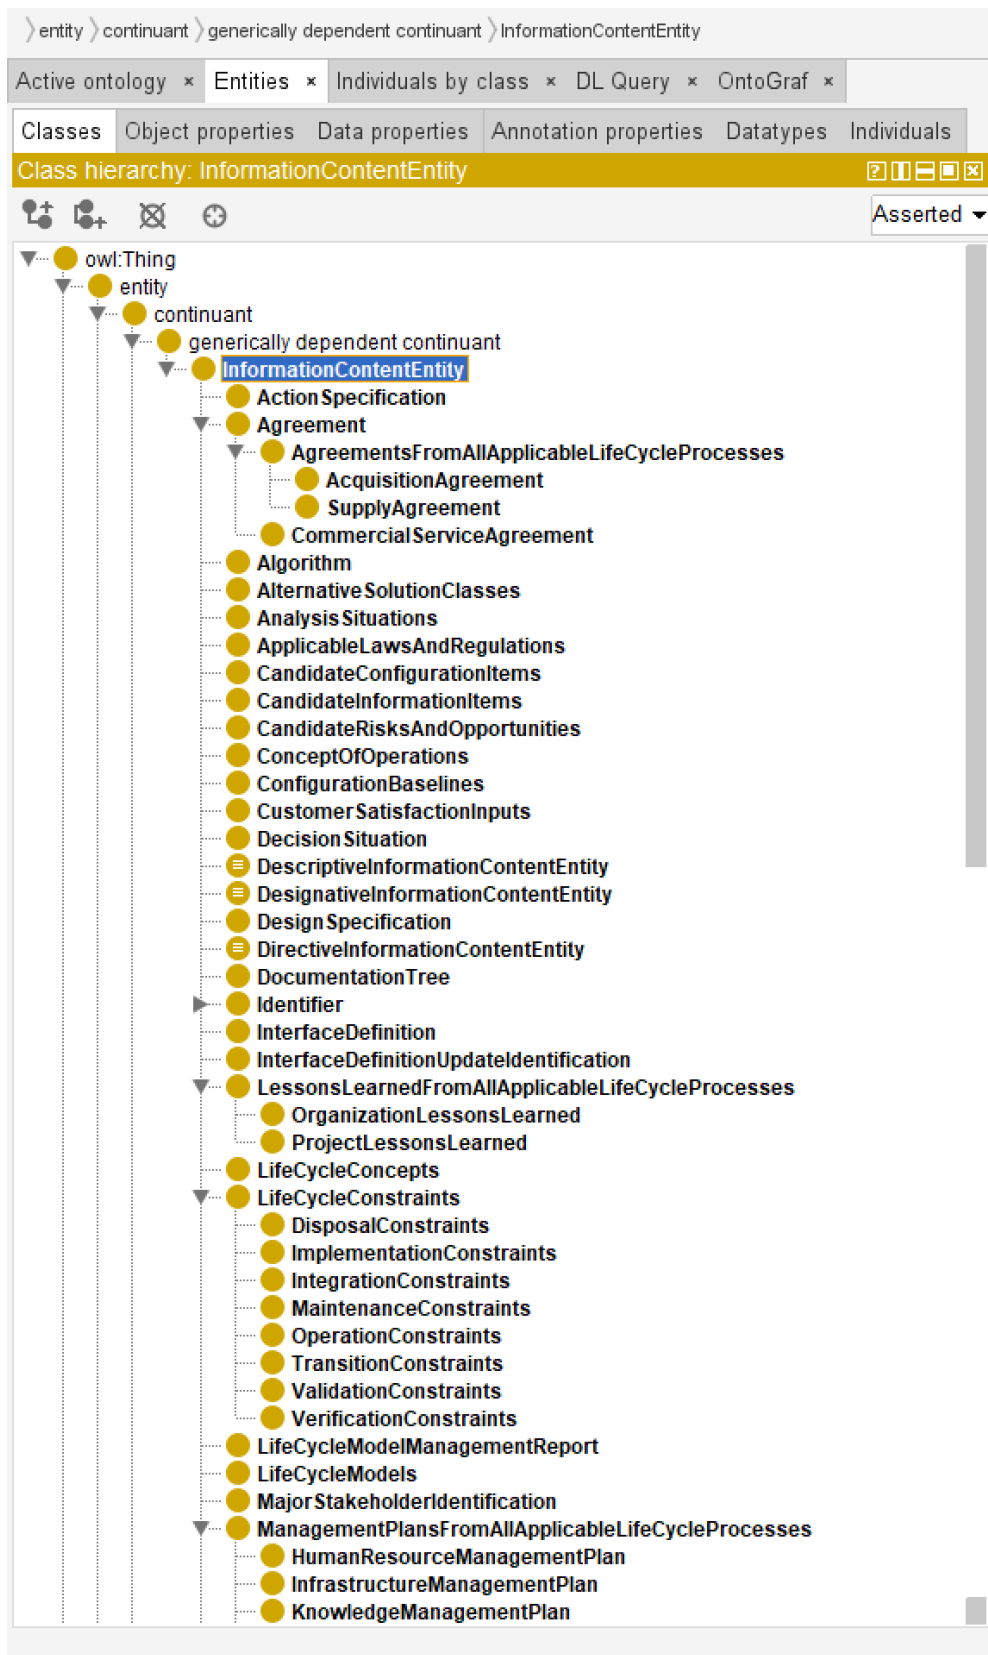 entity continuant generically dependent continuant InformationContentEntity
Active ontology × Entities × Individuals by class × DL Query × OntoGraf ×
Classes Object properties Data properties Annotation properties Datatypes Individuals
Class hierarchy: InformationContentEntity
Asserted
owl:Thing
entity
continuant
generically dependent continuant
InformationContentEntity
ActionSpecification
Agreement
AgreementsFromAllApplicableLifeCycleProcesses
AcquisitionAgreement
SupplyAgreement
CommercialServiceAgreement
Algorithm
AlternativeSolutionClasses
AnalysisSituations
ApplicableLawsAndRegulations
CandidateConfigurationItems
CandidateInformationItems
CandidateRisksAndOpportunities
ConceptOfOperations
ConfigurationBaselines
CustomerSatisfactionInputs
DecisionSituation
DescriptiveInformationContentEntity
DesignativeInformationContentEntity
DesignSpecification
DirectiveInformationContentEntity
DocumentationTree
Identifier
InterfaceDefinition
InterfaceDefinitionUpdateIdentification
LessonsLearnedFromAllApplicableLifeCycleProcesses
OrganizationLessonsLearned
ProjectLessonsLearned
LifeCycleConcepts
LifeCycleConstraints
DisposalConstraints
ImplementationConstraints
IntegrationConstraints
MaintenanceConstraints
OperationConstraints
TransitionConstraints
ValidationConstraints
VerificationConstraints
LifeCycleModelManagementReport
LifeCycleModels
MajorStakeholderIdentification
ManagementPlansFromAllApplicableLifeCycleProcesses
HumanResourceManagementPlan
InfrastructureManagementPlan
KnowledgeManagementPlan